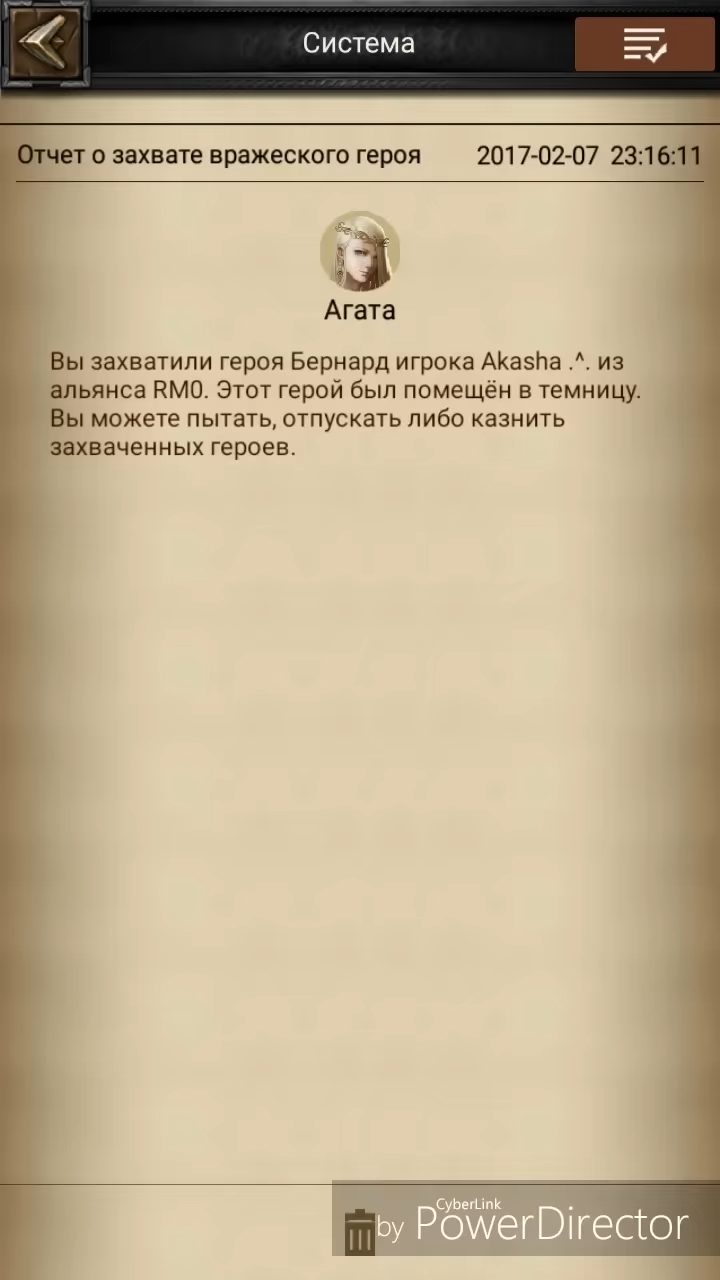 Система
Отчет о захвате вражеского героя 2017-02-07 23:16:11
Агата
Вы захватили героя Бернард игрока Akasha .^. из
альянса RM0. Этот герой был помещён в темницу.
Вы можете пытать, отпускать либо казнить
захваченных героев.
CyberLink
by PowerDirector